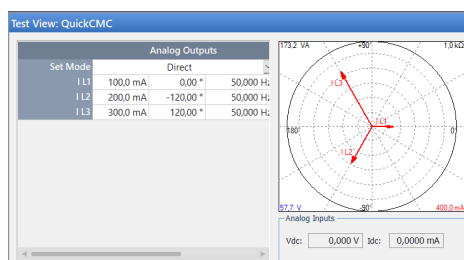 Test View: QuickCMC
Analog Outputs
Set Mode Direct
I L1 100,0 mA 0,00 ° 50,000 Hz
I L2 200,0 mA -120,00 ° 50,000 Hz
I L3 300,0 mA 120,00 ° 50,000 Hz
173,2 VA +90° 1,0 kΩ
I L3
I L1
180° 0°
I L2
57,7 V -90° 400,0 mA
Analog Inputs
Vdc: 0,000 V Idc: 0,0000 mA